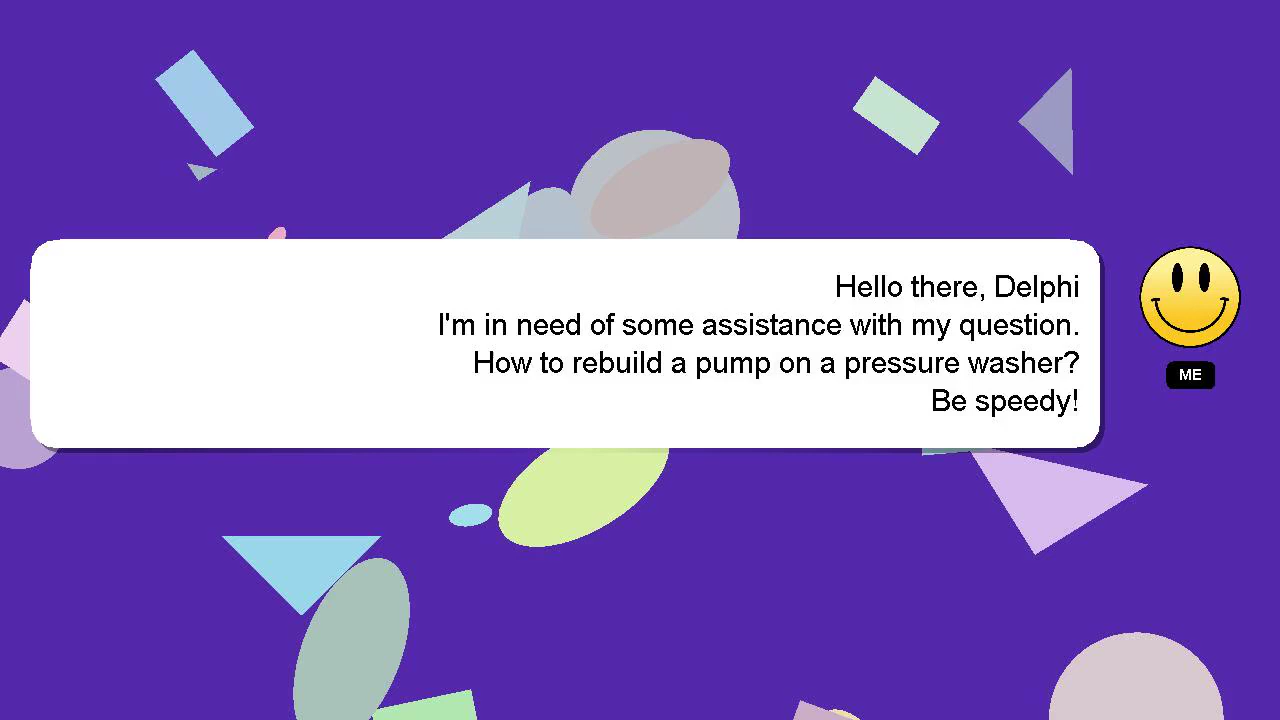 Hello there, Delphi
I'm in need of some assistance with my question.
How to rebuild a pump on a pressure washer?
Be speedy!
ME